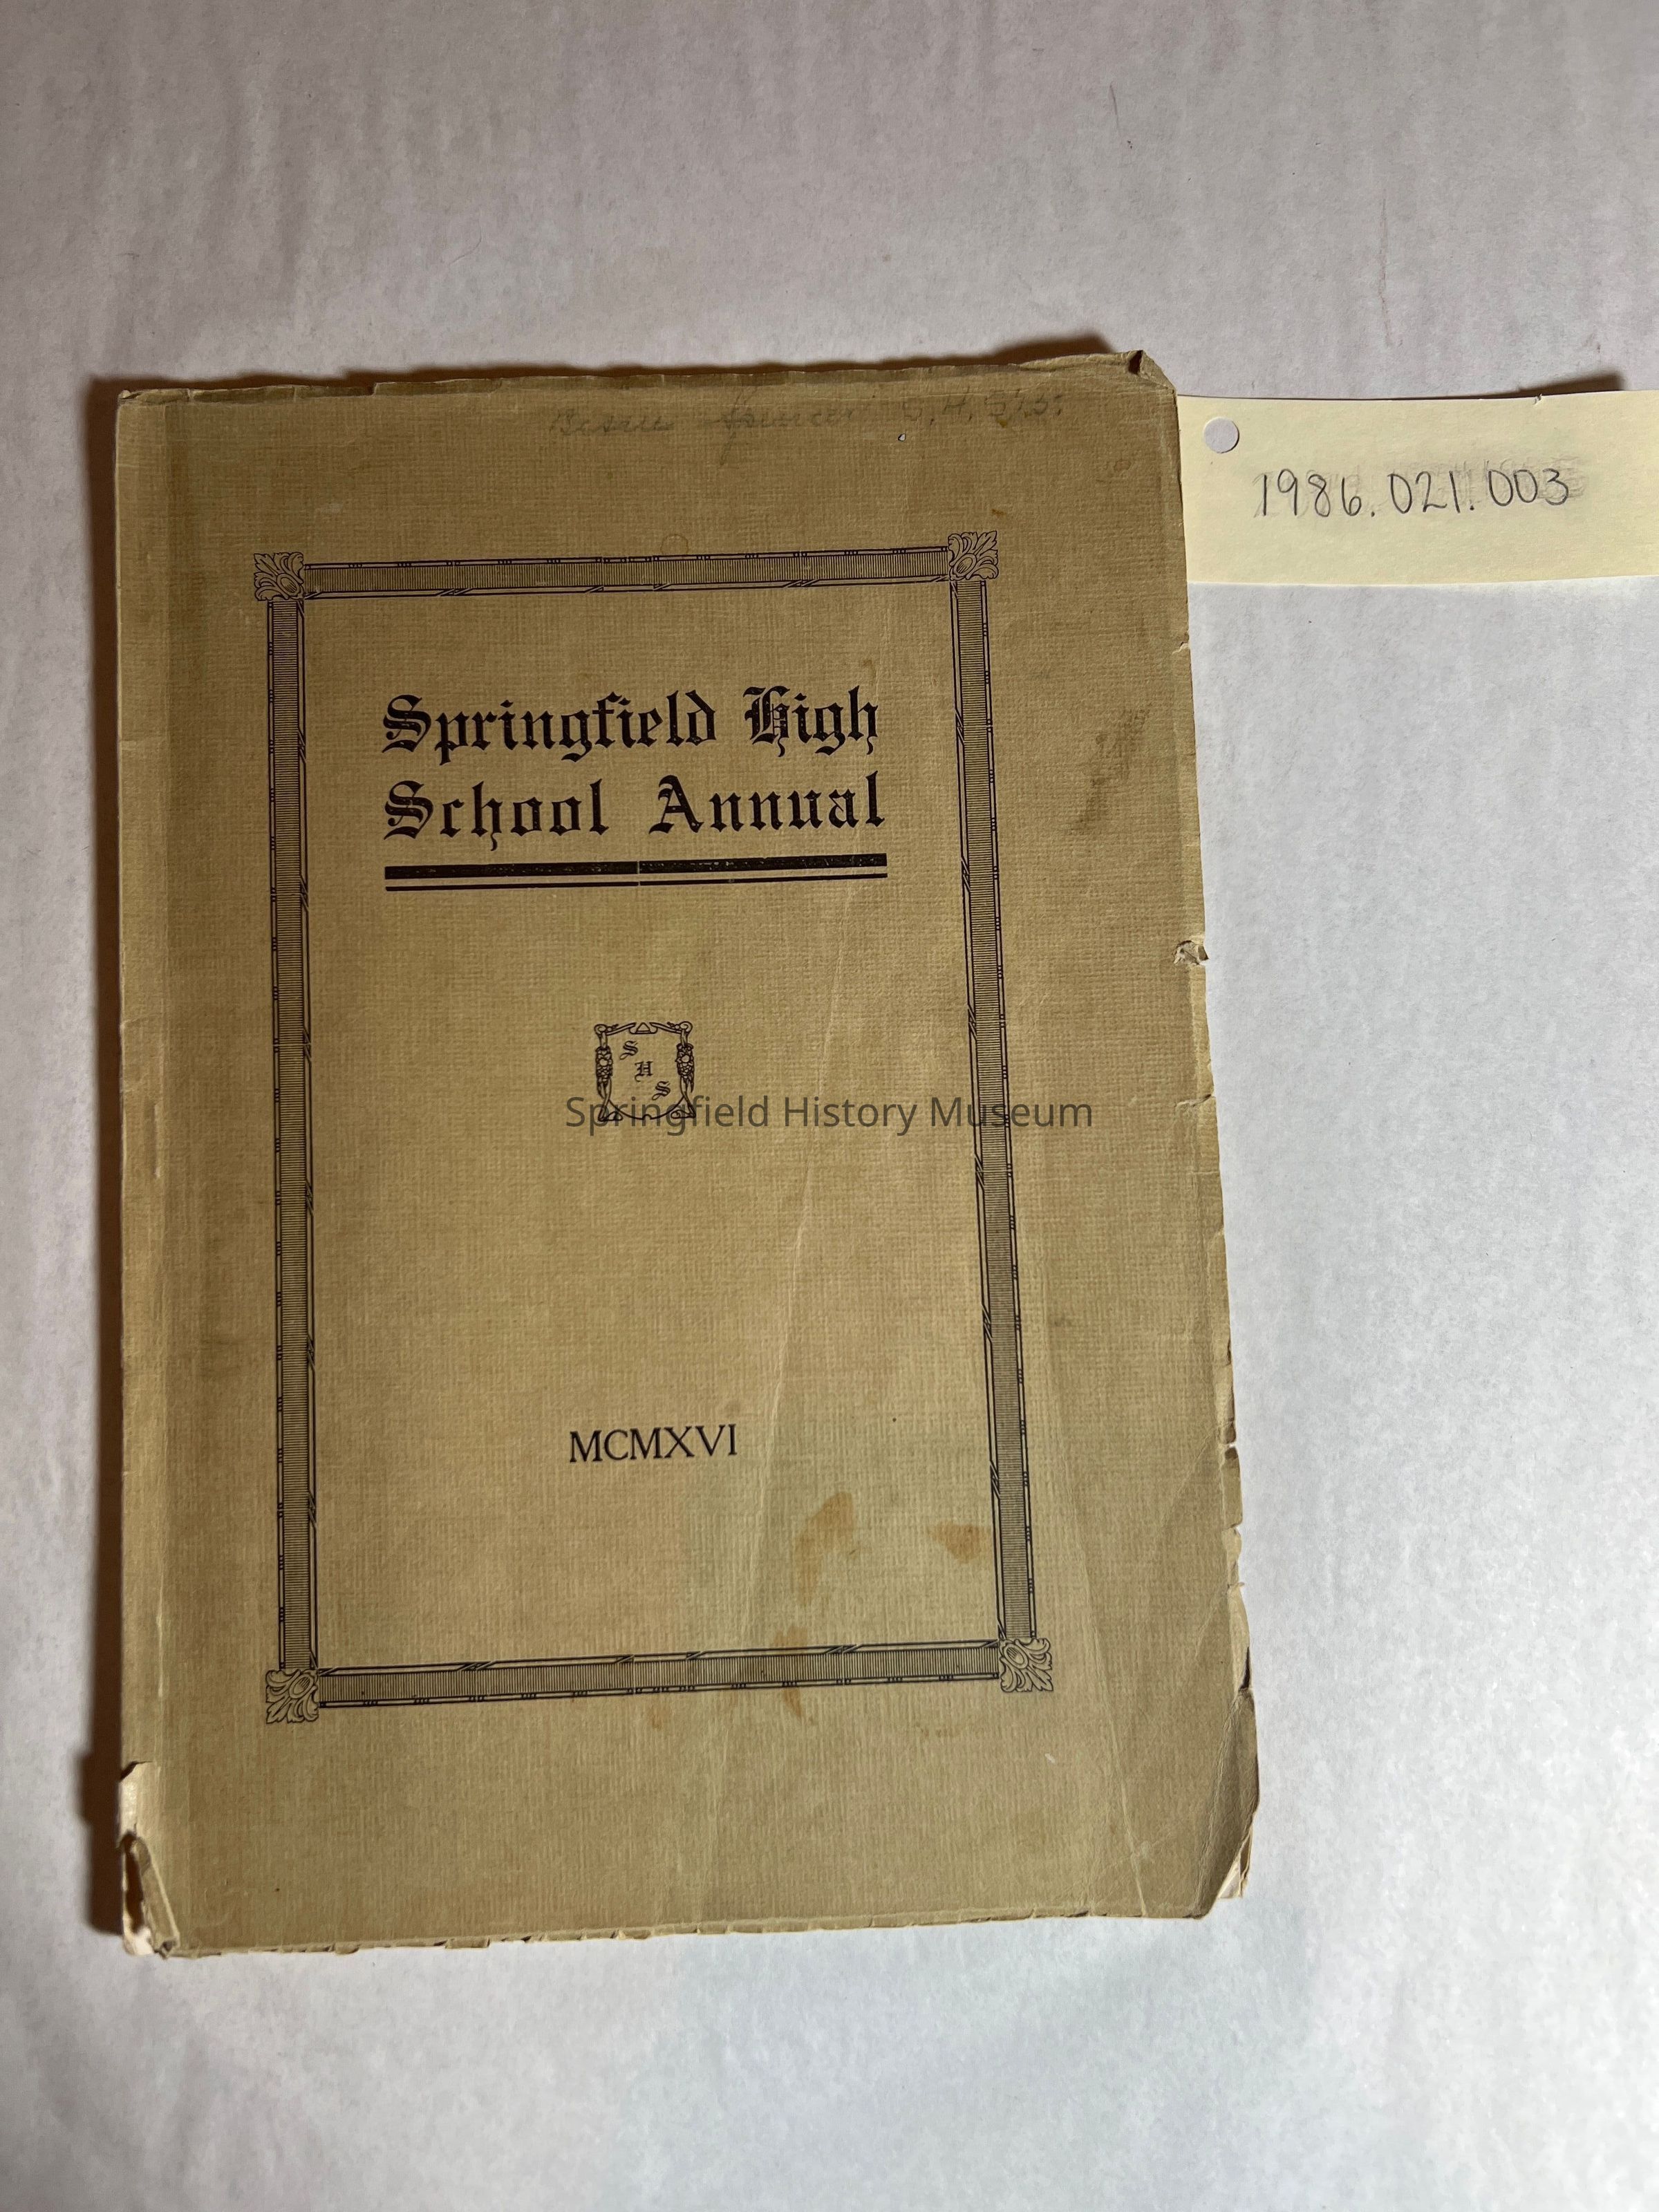 S. H. S.
1986.021.003
Springfield High
School Annual
S
H
S
Springfield History Museum
MCMXVI